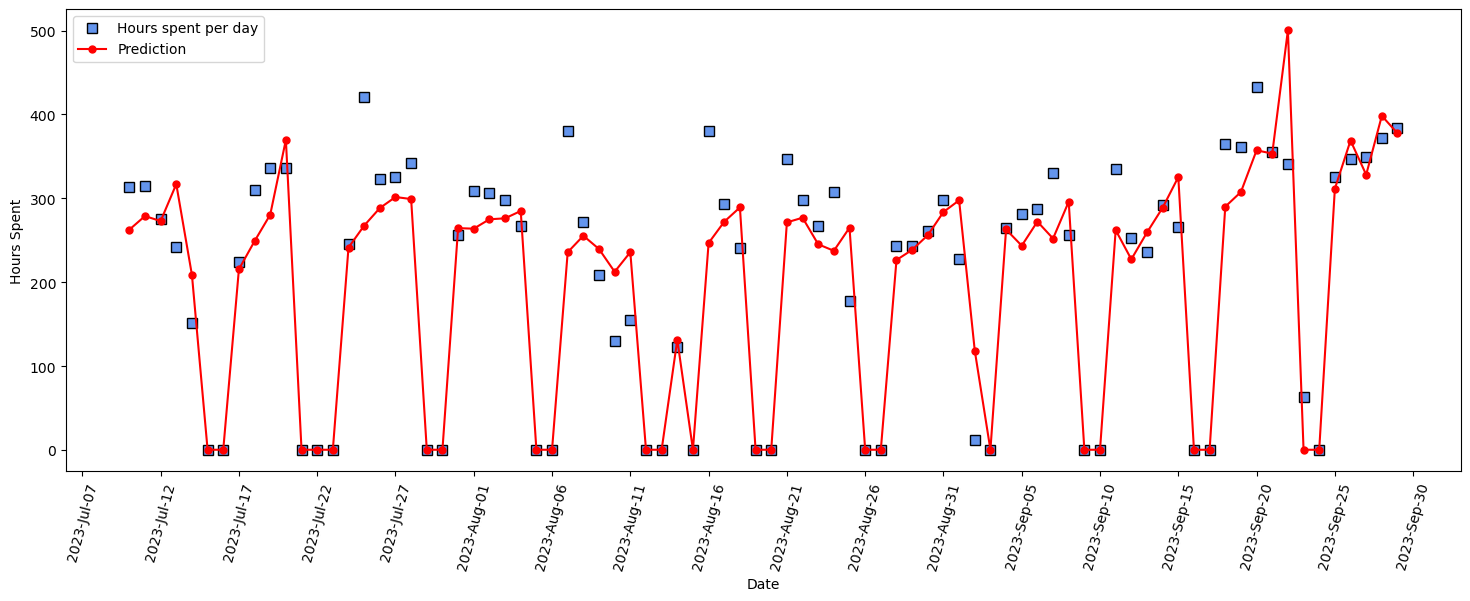 Hours spent per day
Prediction
Hours Spent
500
400
300
200
100
0
2023-Jul-07
2023-Jul-12
2023-Jul-17
2023-Jul-22
2023-Jul-27
2023-Aug-01
2023-Aug-06
2023-Aug-11
2023-Aug-16
2023-Aug-21
2023-Aug-26
2023-Aug-31
2023-Sep-05
2023-Sep-10
2023-Sep-15
2023-Sep-20
2023-Sep-25
2023-Sep-30
Date